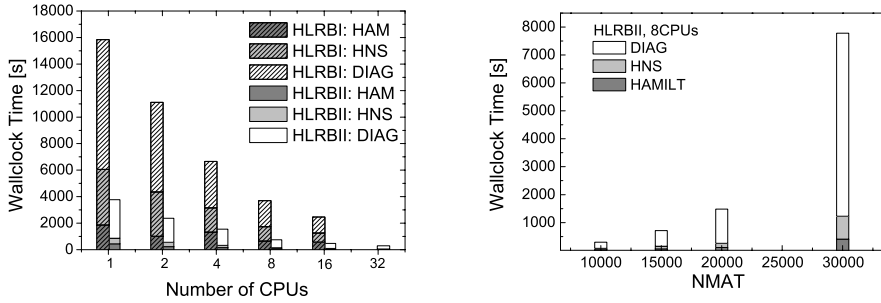 18000
16000
14000
12000
10000
8000
6000
4000
2000
0
Wallclock Time [s]
HLRBI: HAM
HLRBI: HNS
HLRBI: DIAG
HLRBII: HAM
HLRBII: HNS
HLRBII: DIAG
1 2 4 8 16 32
Number of CPUs
8000
7000
6000
5000
4000
3000
2000
1000
Wallclock Time [s]
HLRBII, 8CPUs
DIAG
HNS
HAMILT
10000 15000 20000 25000 30000
NMAT